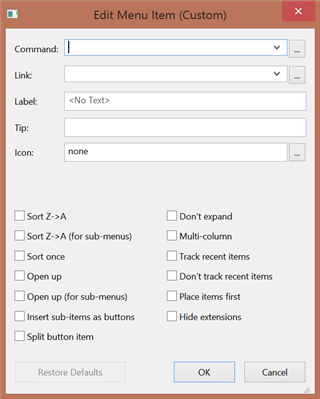 Edit Menu Item (Custom)
Command:
...
Link:
...
Label: <No Text>
Tip:
Icon: none
...
Sort Z->A Don't expand
Sort Z->A (for sub-menus) Multi-column
Sort once Track recent items
Open up Don't track recent items
Open up (for sub-menus) Place items first
Insert sub-items as buttons Hide extensions
Split button item
Restore Defaults OK Cancel